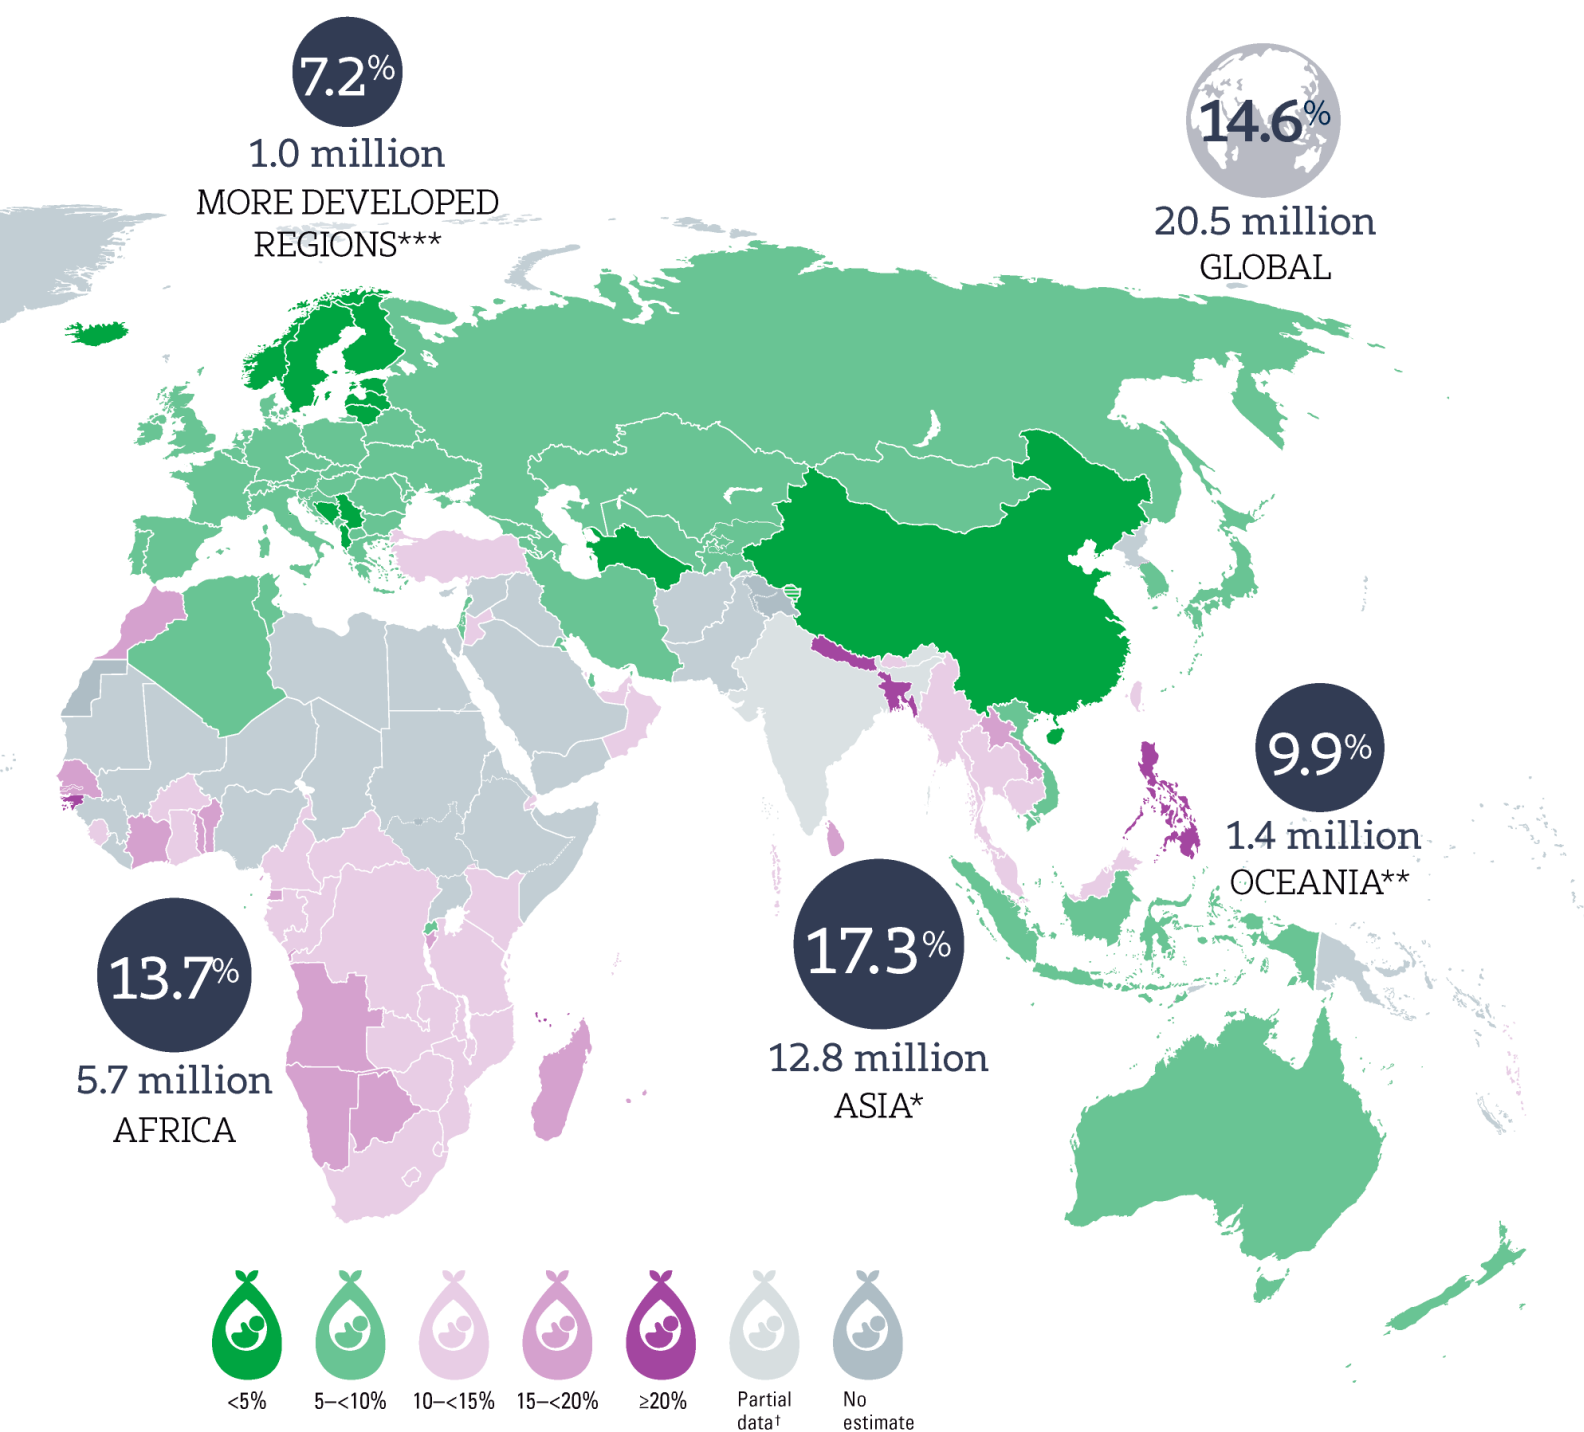 7.2%
1.0 million
MORE DEVELOPED
REGIONS***
14.6%
20.5 million
GLOBAL
9.9%
1.4 million
OCEANIA**
13.7%
5.7 million
AFRICA
17.3%
12.8 million
ASIA*
<5%
5–<10%
10–<15%
15–<20%
≥20%
Partial
data†
No
estimate